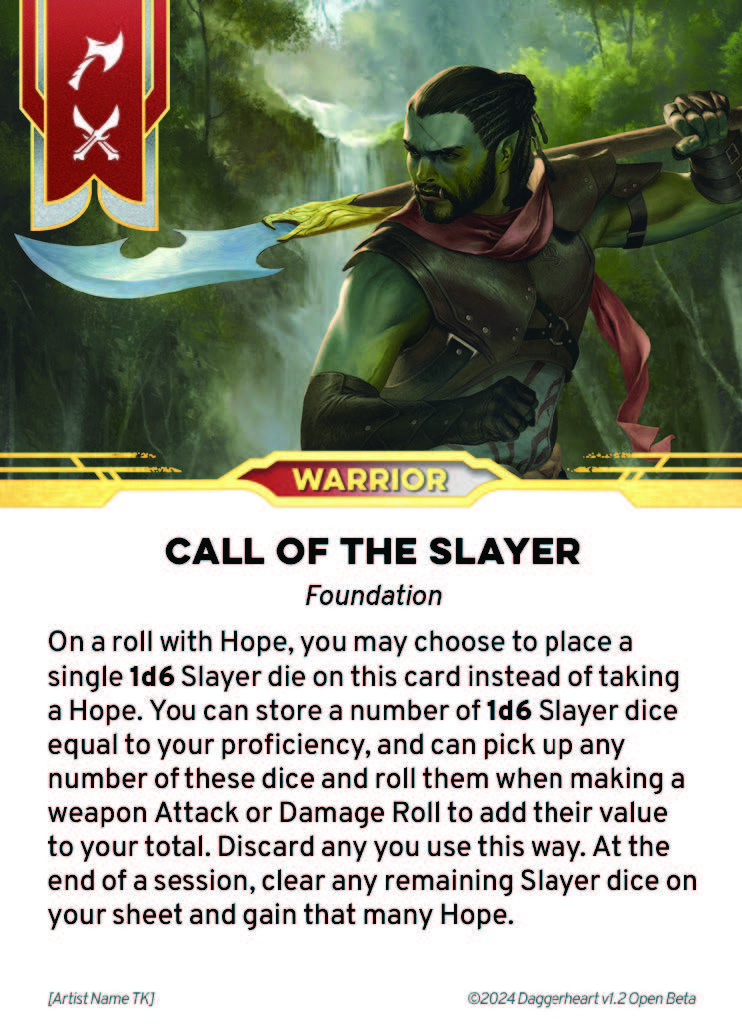 WARRIOR
CALL OF THE SLAYER
Foundation
On a roll with Hope, you may choose to place a
single 1d6 Slayer die on this card instead of taking
a Hope. You can store a number of 1d6 Slayer dice
equal to your proficiency, and can pick up any
number of these dice and roll them when making a
weapon Attack or Damage Roll to add their value
to your total. Discard any you use this way. At the
end of a session, clear any remaining Slayer dice on
your sheet and gain that many Hope.
[Artist Name TK]
©2024 Daggerheart v1.2 Open Beta